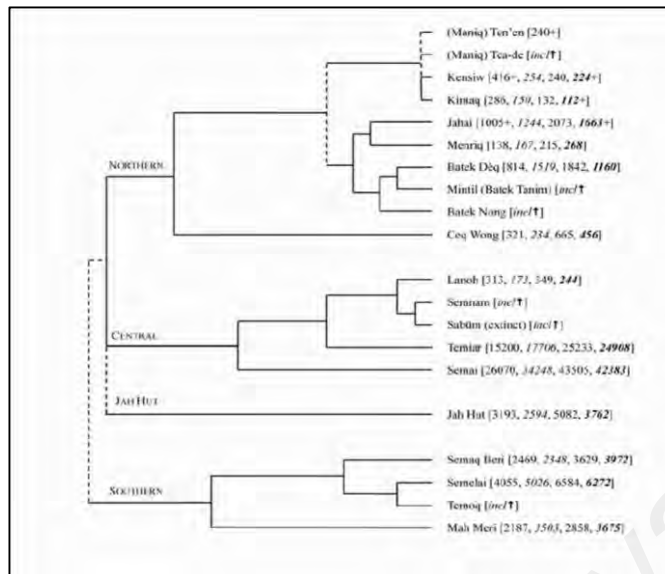 (Maniq) Ten'en [240+]
(Maniq) Tea-de [incl↑]
Kensiw [416+, 254, 240, 224+]
Kintaq [286, 150, 132, 112+]
Jahai [1005+, 1244, 2073, 1663+]
Menriq [138, 167, 215, 268]
NORTHERN
Batek Dèq [814, 1519, 1842, 1160]
Mintil (Batek Tanim) [incl↑
Batek Nong [incl↑]
Ceq Wong [321, 234, 665, 456]
Lanoh [313, 173, 349, 244]
Semnam [incl↑]
Sabüm (extinct) [incl↑]
CENTRAL
Temiar [15200, 17706, 25233, 24908]
Semai [26070, 34248, 43505, 42383]
JAH HUT
Jah Hut [3193, 2594, 5082, 3762]
Semaq Beri [2469, 2348, 3629, 3972]
Semelai [4055, 5026, 6584, 6272]
SOUTHERN
Temoq [incl↑]
Mah Meri [2187, 3503, 2858, 3675]